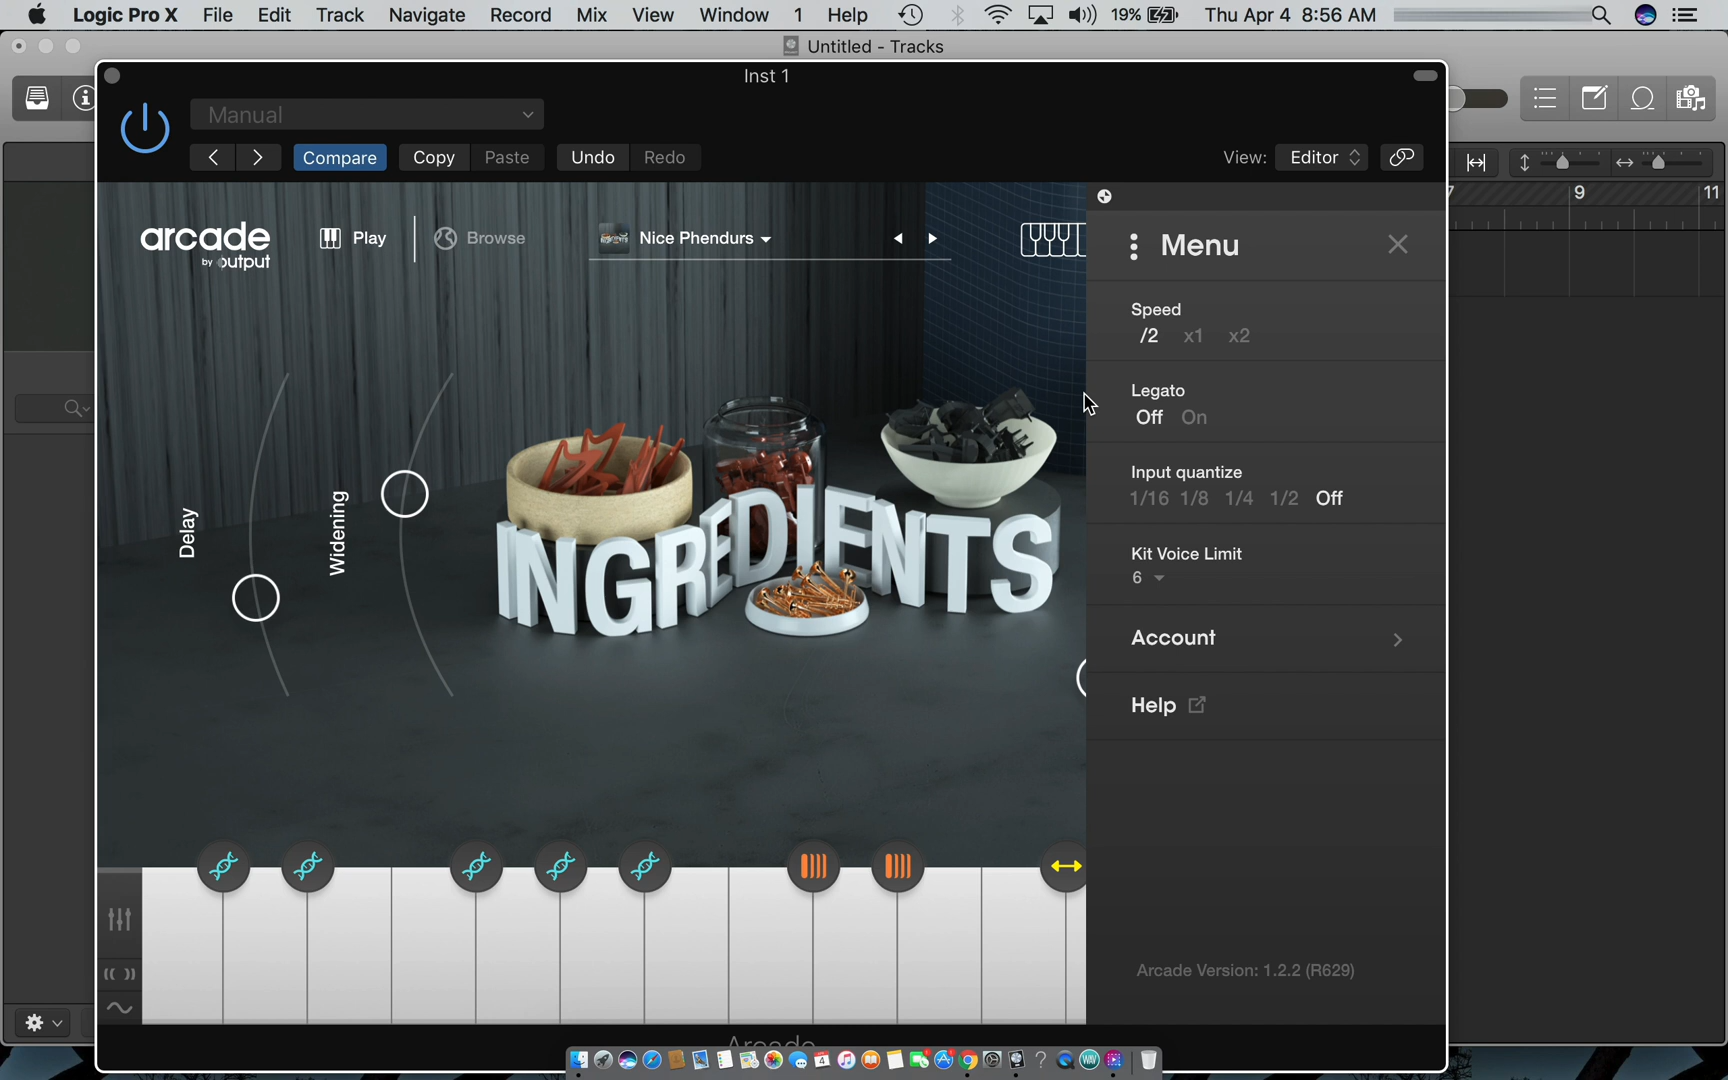 Logic Pro X File Edit Track Navigate Record Mix View Window 1 Help 19% Thu Apr 4 8:56 AM
Untitled - Tracks
Inst 1
Manual
Compare Copy Paste Undo Redo View: Editor
7 9 11
arcade
by output
Play Browse Nice Phendurs
Menu
Speed
/2 x1 x2
Legato
Off On
Input quantize
1/16 1/8 1/4 1/2 Off
Delay
Widening
INGREDIENTS
Kit Voice Limit
6
Account
Help
Arcade Version: 1.2.2 (R629)
Arcade